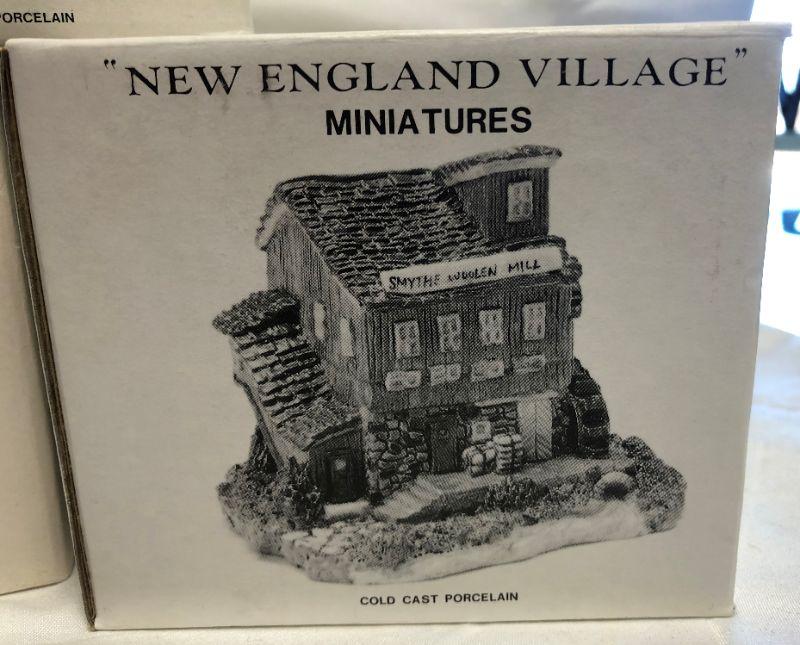 PORCELAIN
"NEW ENGLAND VILLAGE"
MINIATURES
SMYTHE WOOLEN MILL
COLD CAST PORCELAIN